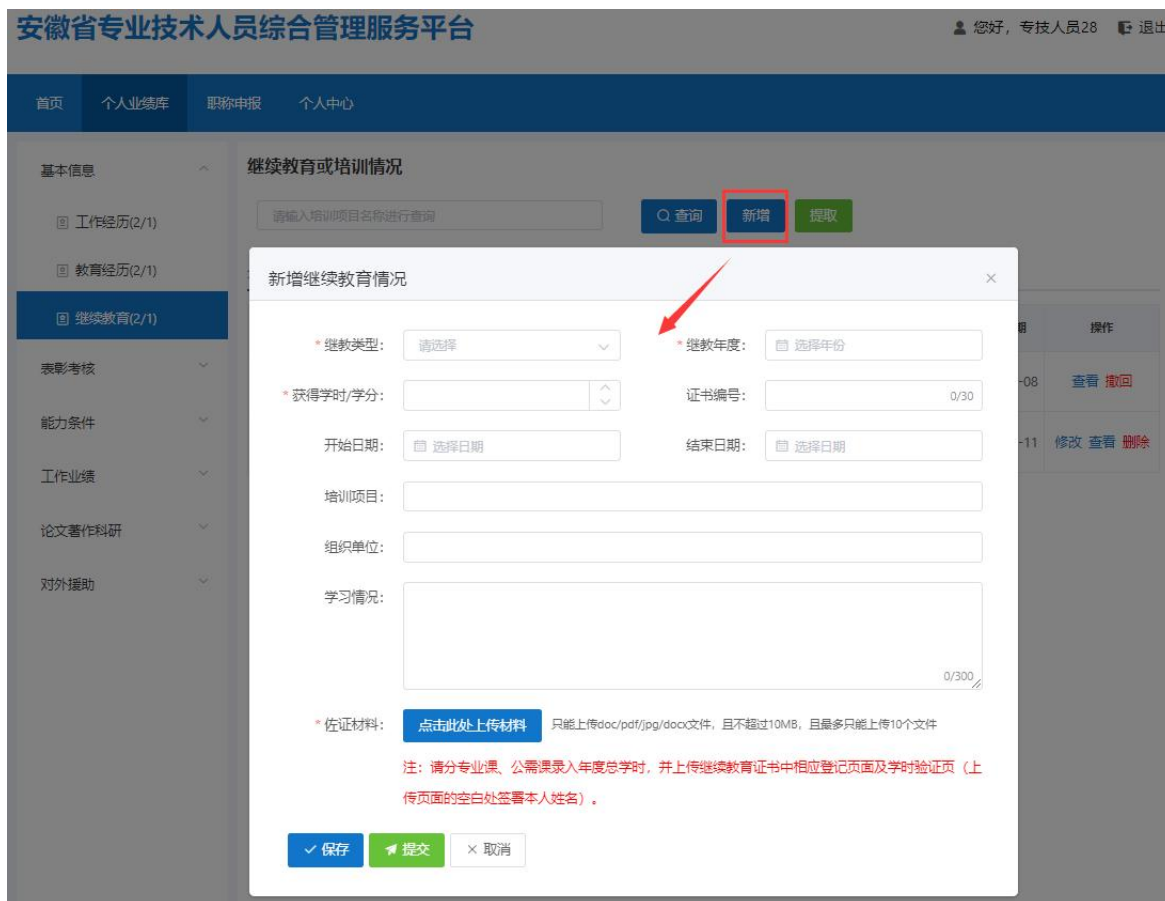 安徽省专业技术人员综合管理服务平台
您好，专技人员28 退出
首页 个人业绩库 职称申报 个人中心
基本信息
工作经历(2/1)
教育经历(2/1)
继续教育(2/1)
表彰考核
能力条件
工作业绩
论文著作科研
对外援助
继续教育或培训情况
请输入培训项目名称进行查询 查询 新增 提取
新增继续教育情况
期 操作
-08 查看 撤回
-11 修改 查看 删除
*继教类型： 请选择 *继教年度： 选择年份
*获得学时/学分： 证书编号： 0/30
开始日期： 选择日期 结束日期： 选择日期
培训项目：
组织单位：
学习情况：
0/300
*佐证材料： 点击此处上传材料 只能上传doc/pdf/jpg/docx文件，且不超过10MB，且最多只能上传10个文件
注：请分专业课、公需课录入年度总学时，并上传继续教育证书中相应登记页面及学时验证页（上
传页面的空白处签署本人姓名）。
保存 提交 取消